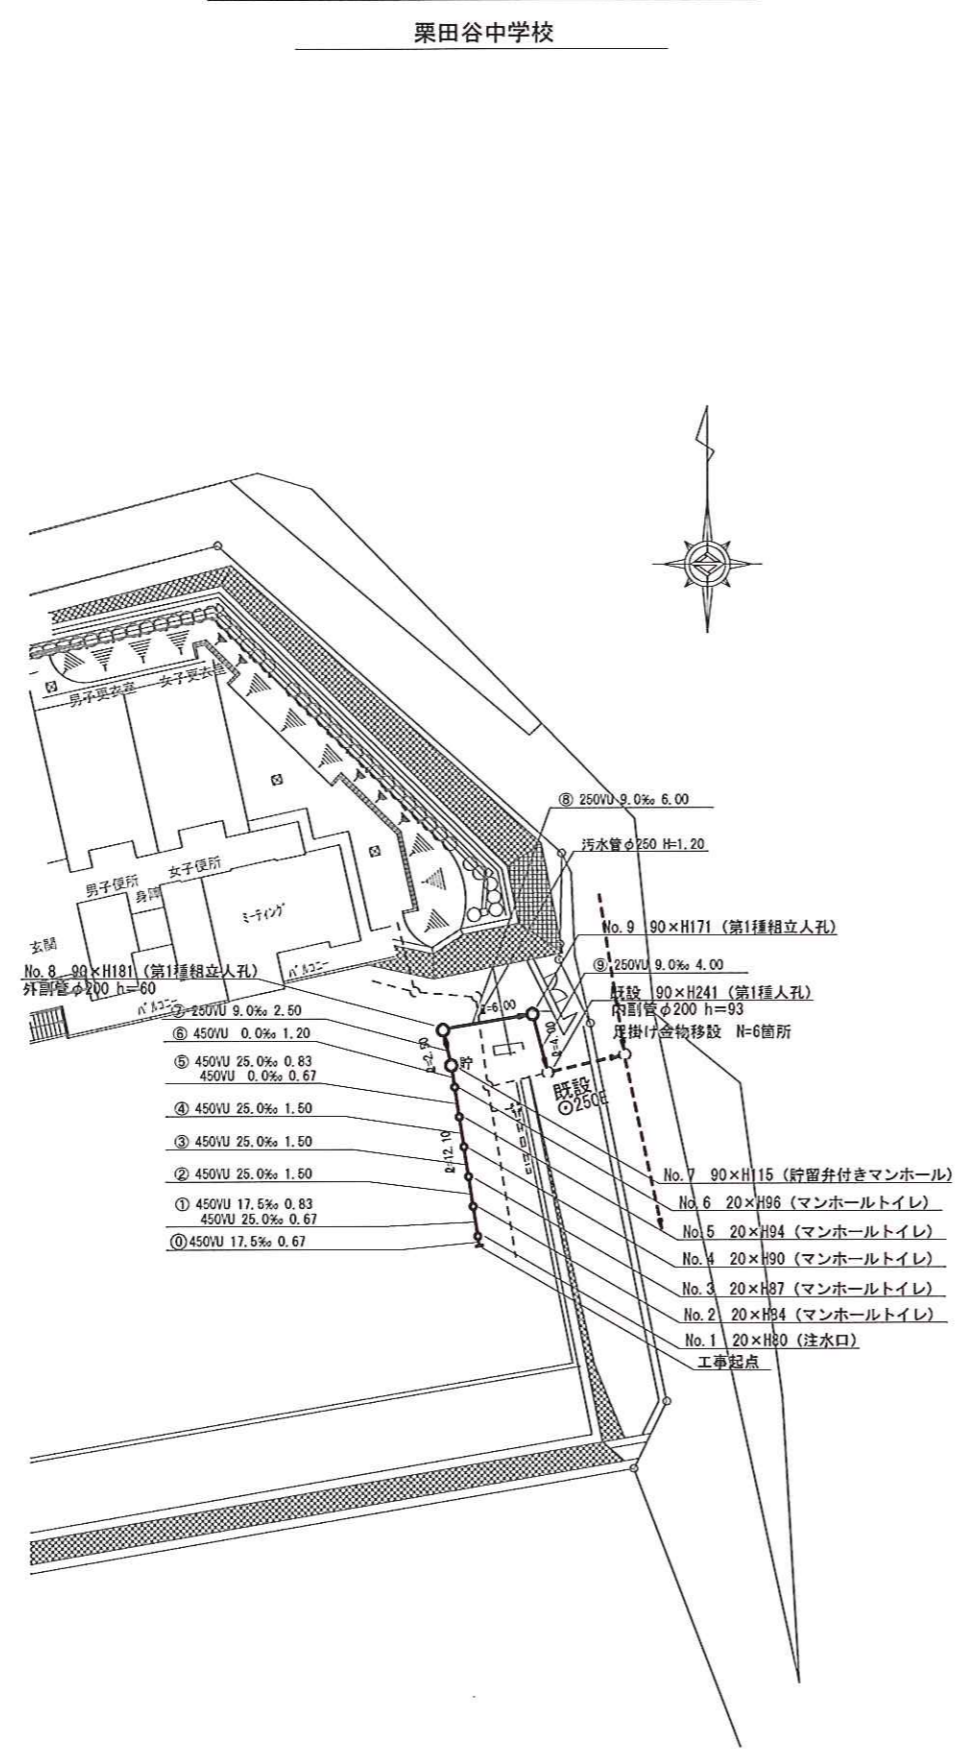 栗田谷中学校
男子更衣室
女子更衣室
⑧ 250VU 9.0‰ 6.00
汚水管φ250 H=1.20
男子便所
女子便所
身障
ミーティング
玄関
バルコニー
バルコニー
No.9 90×H171 (第1種組立人孔)
⑨ 250VU 9.0‰ 4.00
既設 90×H241 (第1種人孔)
内副管φ200 h=93
足掛け金物移設 N=6箇所
No.8 90×H181 (第1種組立人孔)
外副管φ200 h=60
⑦ 250VU 9.0‰ 2.50
⑥ 450VU 0.0‰ 1.20
⑤ 450VU 25.0‰ 0.83
450VU 0.0‰ 0.67
④ 450VU 25.0‰ 1.50
③ 450VU 25.0‰ 1.50
② 450VU 25.0‰ 1.50
① 450VU 17.5‰ 0.83
450VU 25.0‰ 0.67
⓪450VU 17.5‰ 0.67
ℓ=6.00
ℓ=4.00
ℓ=2.50
貯
ℓ=12.10
既設
250E
No.7 90×H115 (貯留弁付きマンホール)
No.6 20×H96 (マンホールトイレ)
No.5 20×H94 (マンホールトイレ)
No.4 20×H90 (マンホールトイレ)
No.3 20×H87 (マンホールトイレ)
No.2 20×H84 (マンホールトイレ)
No.1 20×H80 (注水口)
工事起点